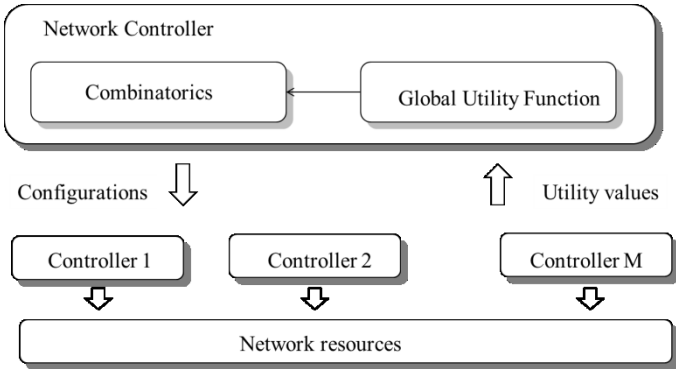 Network Controller
Combinatorics
Global Utility Function
Configurations
Utility values
Controller 1
Controller 2
Controller M
Network resources